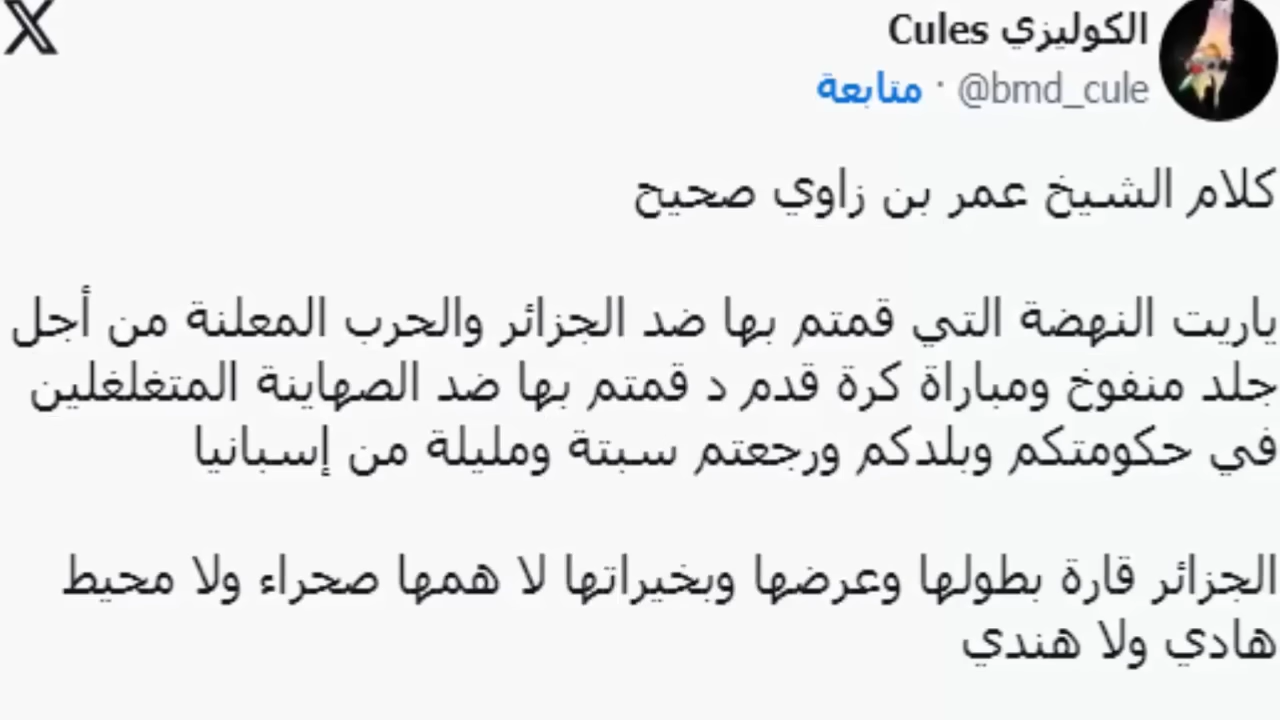 الكوليزي Cules
@bmd_cule · متابعة
كلام الشيخ عمر بن زاوي صحيح
ياريت النهضة التي قمتم بها ضد الجزائر والحرب المعلنة من أجل
جلد منفوخ ومباراة كرة قدم د قمتم بها ضد الصهاينة المتغلغلين
في حكومتكم وبلدكم ورجعتم سبتة ومليلة من إسبانيا
الجزائر قارة بطولها وعرضها وبخيراتها لا همها صحراء ولا محيط
هادي ولا هندي